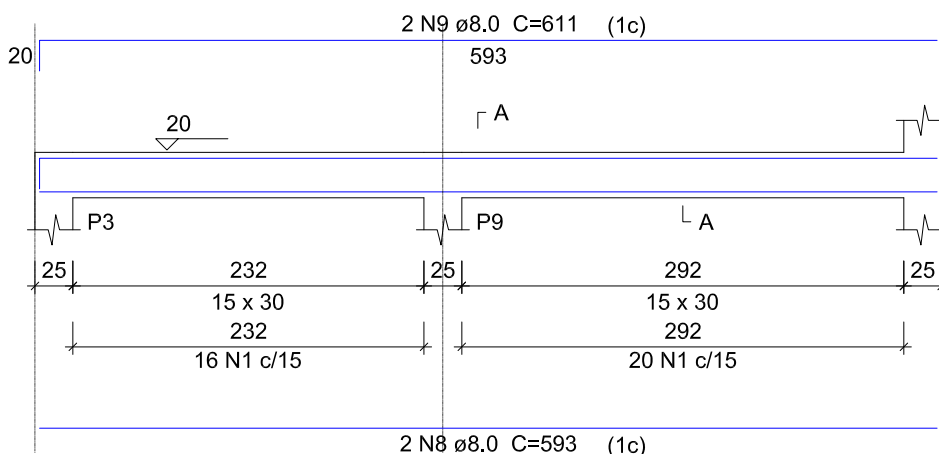 2 N9 ø8.0 C=611 (1c)
20 593
A
20
P3 P9 A
25 232 25 292 25
15 x 30 15 x 30
232 292
16 N1 c/15 20 N1 c/15
2 N8 ø8.0 C=593 (1c)